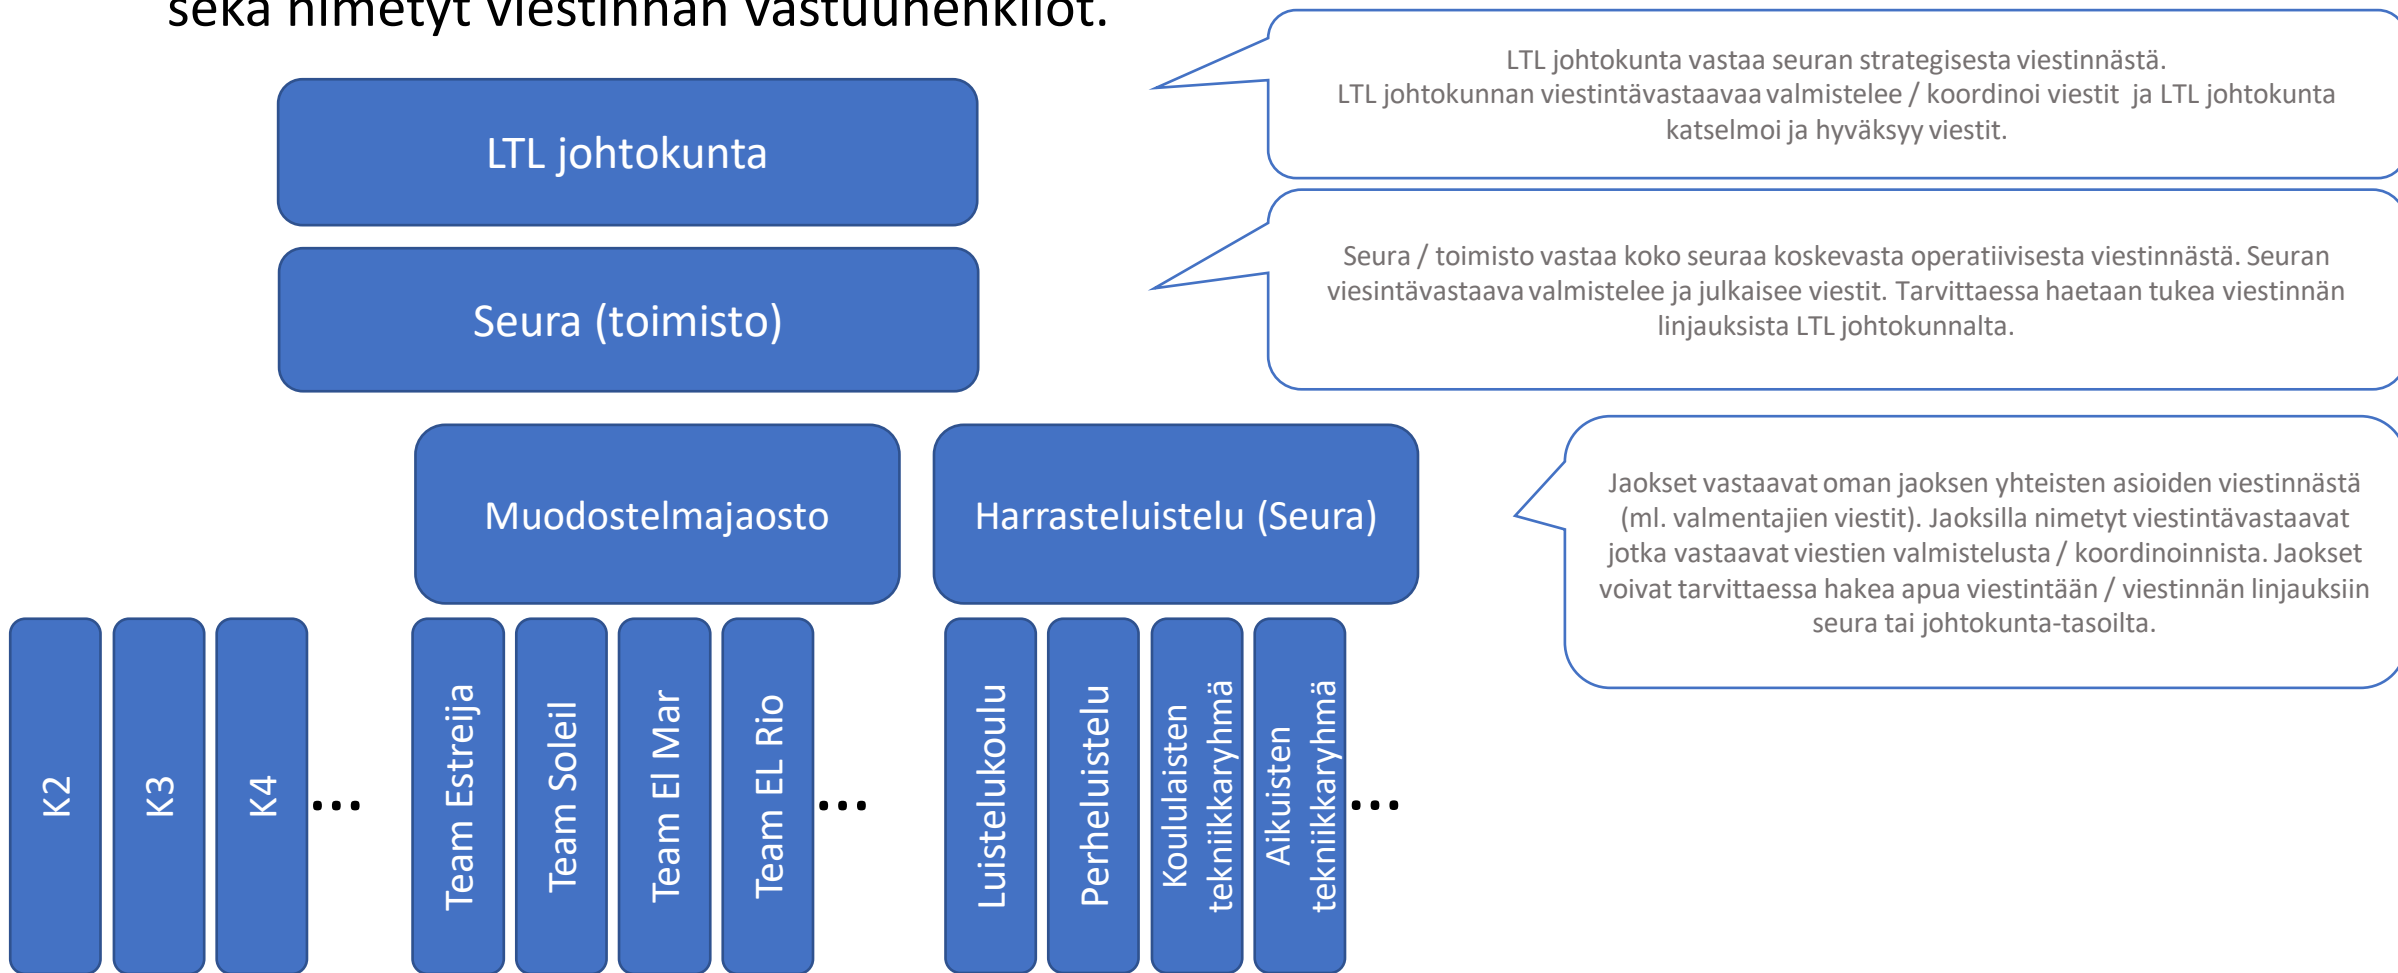 sekä nimetyt viestinnän vastuuhenkilöt.
LTL johtokunta vastaa seuran strategisesta viestinnästä.
LTL johtokunnan viestintävastaavaa valmistelee / koordinoi viestit ja LTL johtokunta
katselmoi ja hyväksyy viestit.
LTL johtokunta
Seura / toimisto vastaa koko seuraa koskevasta operatiivisesta viestinnästä. Seuran
viesintävastaava valmistelee ja julkaisee viestit. Tarvittaessa haetaan tukea viestinnän
linjauksista LTL johtokunnalta.
Seura (toimisto)
Muodostelmajaosto
Harrasteluistelu (Seura)
Jaokset vastaavat oman jaoksen yhteisten asioiden viestinnästä
(ml. valmentajien viestit). Jaoksilla nimetyt viestintävastaavat
jotka vastaavat viestien valmistelusta / koordinoinnista. Jaokset
voivat tarvittaessa hakea apua viestintään / viestinnän linjauksiin
seura tai johtokunta-tasoilta.
K2
K3
K4
...
Team Estreija
Team Soleil
Team El Mar
Team EL Rio
...
Luistelukoulu
Perheluistelu
Koululaisten
tekniikkaryhmä
Aikuisten
tekniikkaryhmä
...